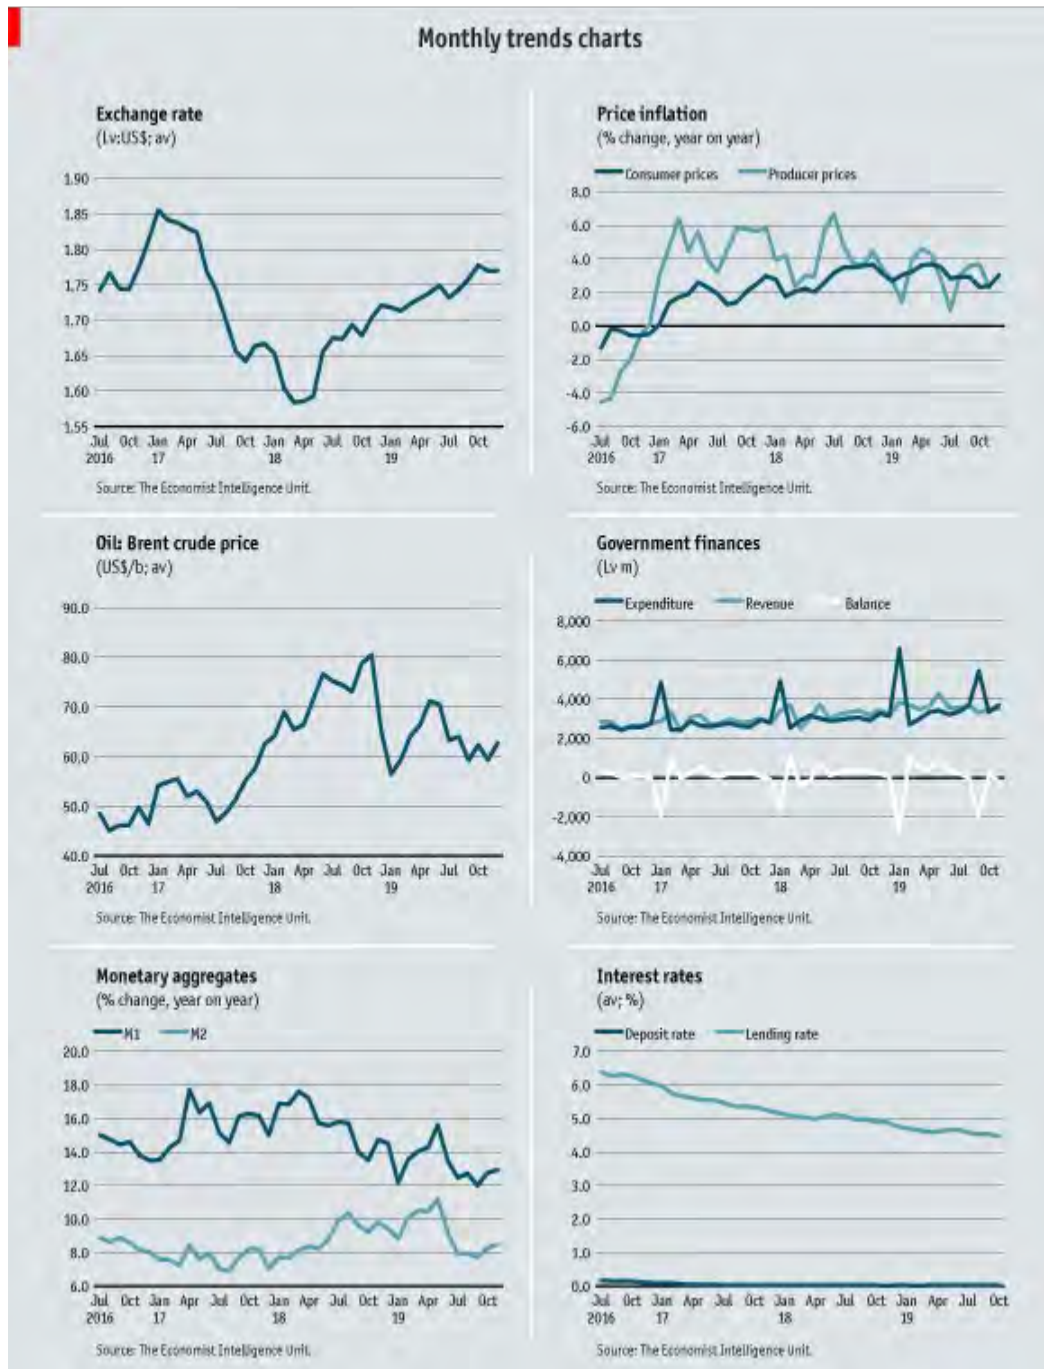 Monthly trends charts
Exchange rate
(Lv:US$; av)
1.90
1.85
1.80
1.75
1.70
1.65
1.60
1.55
Jul Oct Jan Apr Jul Oct Jan Apr Jul Oct Jan Apr Jul Oct
2016 17 18 19
Source: The Economist Intelligence Unit.
Price inflation
(% change, year on year)
Consumer prices Producer prices
8.0
6.0
4.0
2.0
0.0
-2.0
-4.0
-6.0
Jul Oct Jan Apr Jul Oct Jan Apr Jul Oct Jan Apr Jul Oct
2016 17 18 19
Source: The Economist Intelligence Unit.
Oil: Brent crude price
(US$/b; av)
90.0
80.0
70.0
60.0
50.0
40.0
Jul Oct Jan Apr Jul Oct Jan Apr Jul Oct Jan Apr Jul Oct
2016 17 18 19
Source: The Economist Intelligence Unit.
Government finances
(Lv m)
Expenditure Revenue Balance
8,000
6,000
4,000
2,000
0
-2,000
-4,000
Jul Oct Jan Apr Jul Oct Jan Apr Jul Oct Jan Apr Jul Oct
2016 17 18 19
Source: The Economist Intelligence Unit.
Monetary aggregates
(% change, year on year)
M1 M2
20.0
18.0
16.0
14.0
12.0
10.0
8.0
6.0
Jul Oct Jan Apr Jul Oct Jan Apr Jul Oct Jan Apr Jul Oct
2016 17 18 19
Source: The Economist Intelligence Unit.
Interest rates
(av; %)
Deposit rate Lending rate
7.0
6.0
5.0
4.0
3.0
2.0
1.0
0.0
Jul Oct Jan Apr Jul Oct Jan Apr Jul Oct Jan Apr Jul Oct
2016 17 18 19
Source: The Economist Intelligence Unit.